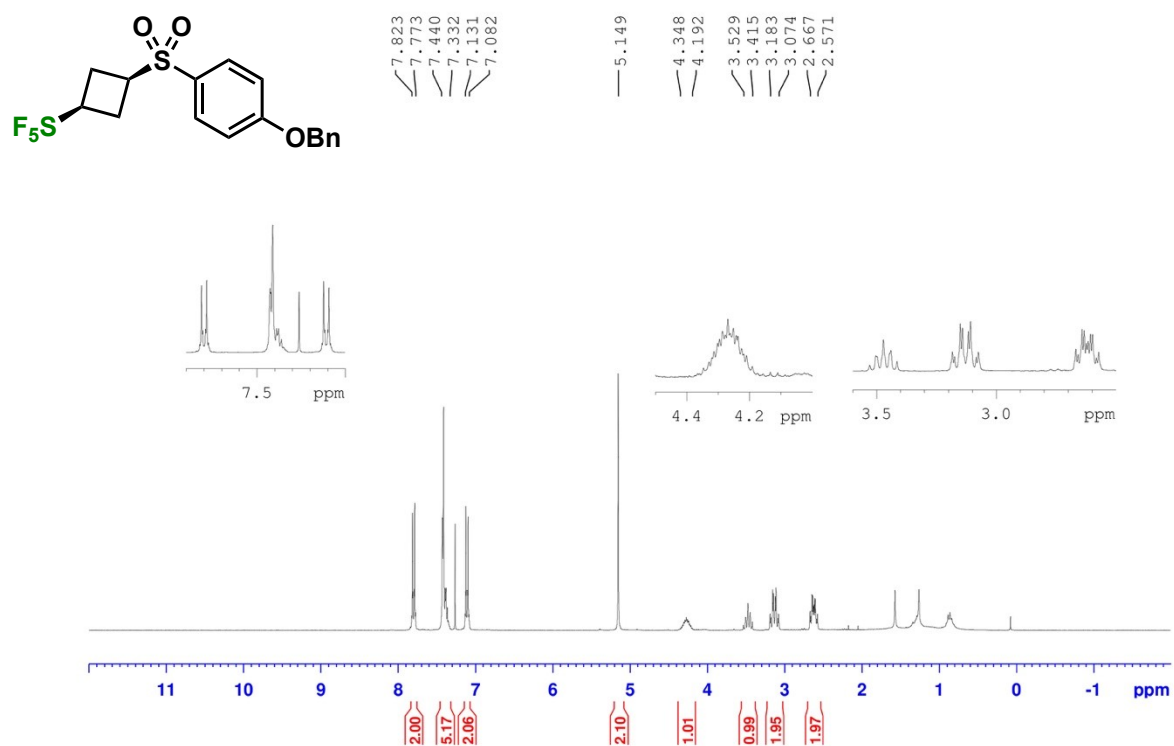 O O
S
F5S
OBn
7.823
7.773
7.440
7.332
7.131
7.082
5.149
4.348
4.192
3.529
3.415
3.183
3.074
2.667
2.571
7.5 ppm
4.4 4.2 ppm
3.5 3.0 ppm
11 10 9 8 7 6 5 4 3 2 1 0 -1 ppm
2.00 5.17 2.06 2.10 1.01 0.99 1.95 1.97